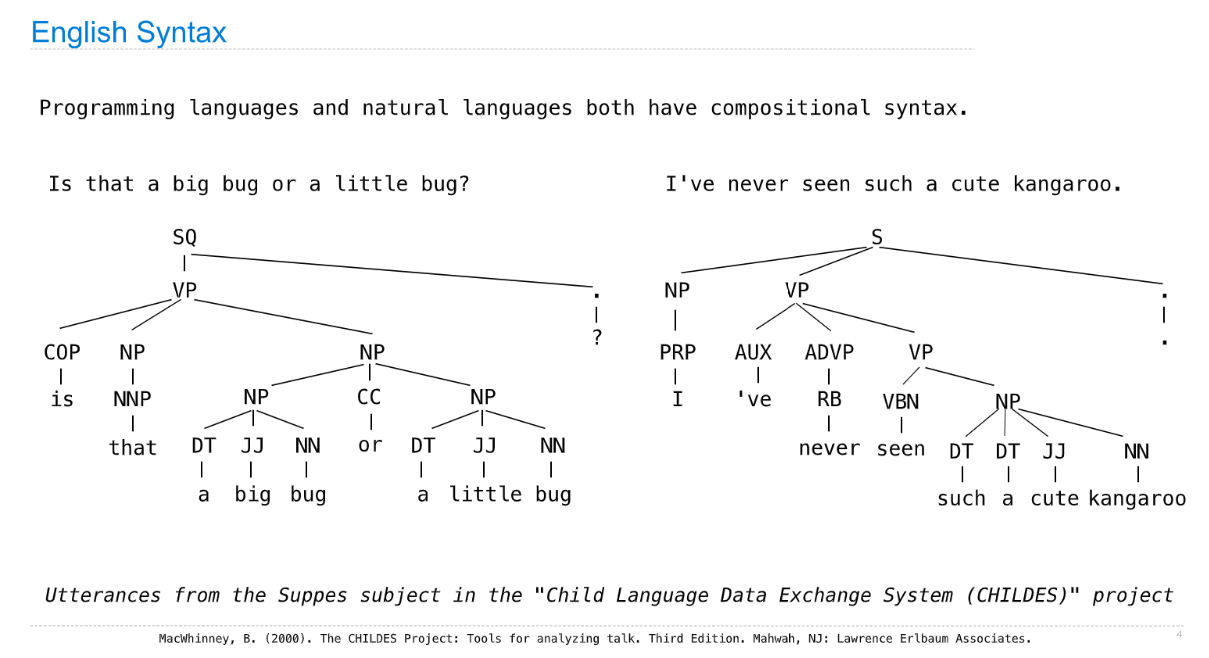 English Syntax
Programming languages and natural languages both have compositional syntax.
Is that a big bug or a little bug?
SQ
VP .
?
COP NP NP
is NNP NP CC NP
that DT JJ NN or DT JJ NN
a big bug a little bug
I've never seen such a cute kangaroo.
S
NP VP .
PRP AUX ADVP VP .
I 've RB VBN NP
never seen DT DT JJ NN
such a cute kangaroo
Utterances from the Suppes subject in the "Child Language Data Exchange System (CHILDES)" project
MacWhinney, B. (2000). The CHILDES Project: Tools for analyzing talk. Third Edition. Mahwah, NJ: Lawrence Erlbaum Associates.
4